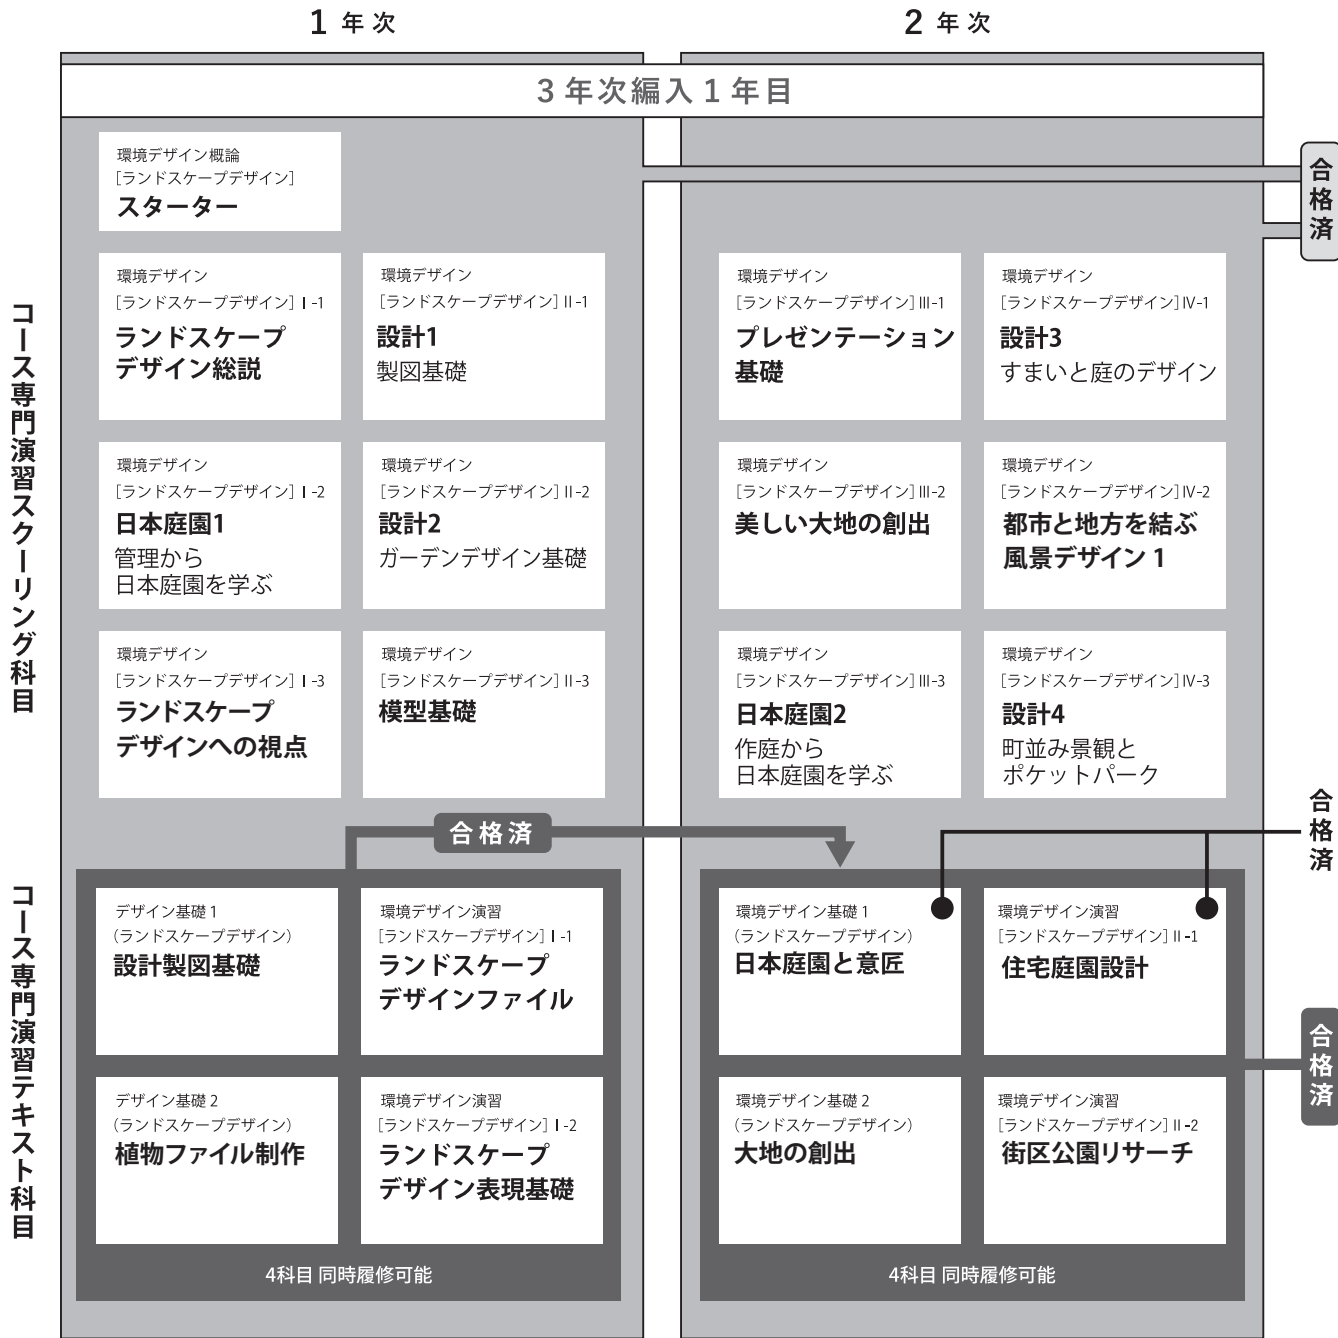 1 年次
2 年次
3年次編入1年目
環境デザイン概論
[ランドスケープデザイン]
スターター
合格済
コース専門演習スクーリング科目
環境デザイン
[ランドスケープデザイン] I-1
ランドスケープ
デザイン総説
環境デザイン
[ランドスケープデザイン] II-1
設計1
製図基礎
環境デザイン
[ランドスケープデザイン] III-1
プレゼンテーション
基礎
環境デザイン
[ランドスケープデザイン] IV-1
設計3
すまいと庭のデザイン
環境デザイン
[ランドスケープデザイン] I-2
日本庭園1
管理から
日本庭園を学ぶ
環境デザイン
[ランドスケープデザイン] II-2
設計2
ガーデンデザイン基礎
環境デザイン
[ランドスケープデザイン] III-2
美しい大地の創出
環境デザイン
[ランドスケープデザイン] IV-2
都市と地方を結ぶ
風景デザイン 1
環境デザイン
[ランドスケープデザイン] I-3
ランドスケープ
デザインへの視点
環境デザイン
[ランドスケープデザイン] II-3
模型基礎
環境デザイン
[ランドスケープデザイン] III-3
日本庭園2
作庭から
日本庭園を学ぶ
環境デザイン
[ランドスケープデザイン] IV-3
設計4
町並み景観と
ポケットパーク
合格済
合格済
コース専門演習テキスト科目
デザイン基礎 1
(ランドスケープデザイン)
設計製図基礎
環境デザイン演習
[ランドスケープデザイン] I-1
ランドスケープ
デザインファイル
環境デザイン基礎 1
(ランドスケープデザイン)
日本庭園と意匠
環境デザイン演習
[ランドスケープデザイン] II-1
住宅庭園設計
合格済
デザイン基礎 2
(ランドスケープデザイン)
植物ファイル制作
環境デザイン演習
[ランドスケープデザイン] I-2
ランドスケープ
デザイン表現基礎
環境デザイン基礎 2
(ランドスケープデザイン)
大地の創出
環境デザイン演習
[ランドスケープデザイン] II-2
街区公園リサーチ
4科目 同時履修可能
4科目 同時履修可能